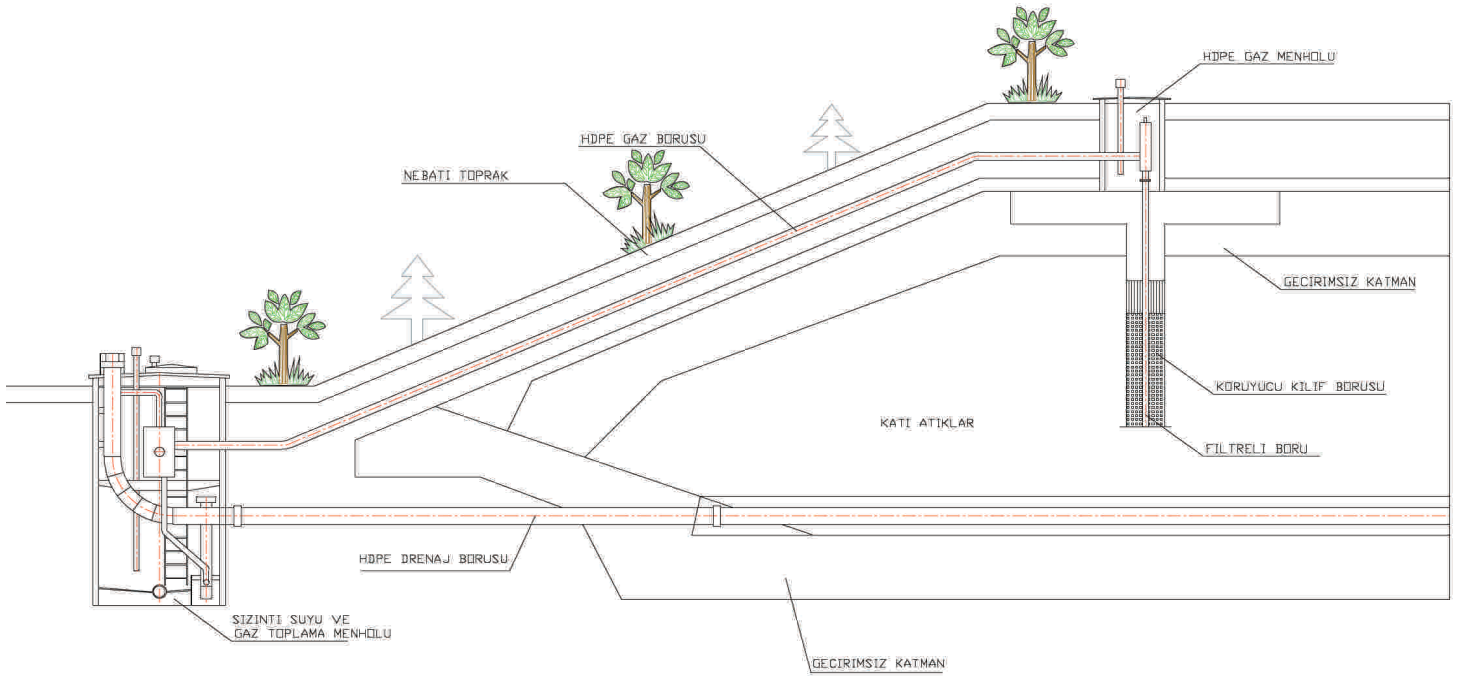 HDPE GAZ MENHOLU
HDPE GAZ BORUSU
NEBATI TOPRAK
GECIRIMSIZ KATMAN
KORUYUCU KILIF BORUSU
KATI ATIKLAR
FILTRELI BORU
HDPE DRENAJ BORUSU
SIZINTI SUYU VE
GAZ TOPLAMA MENHOLU
GECIRIMSIZ KATMAN